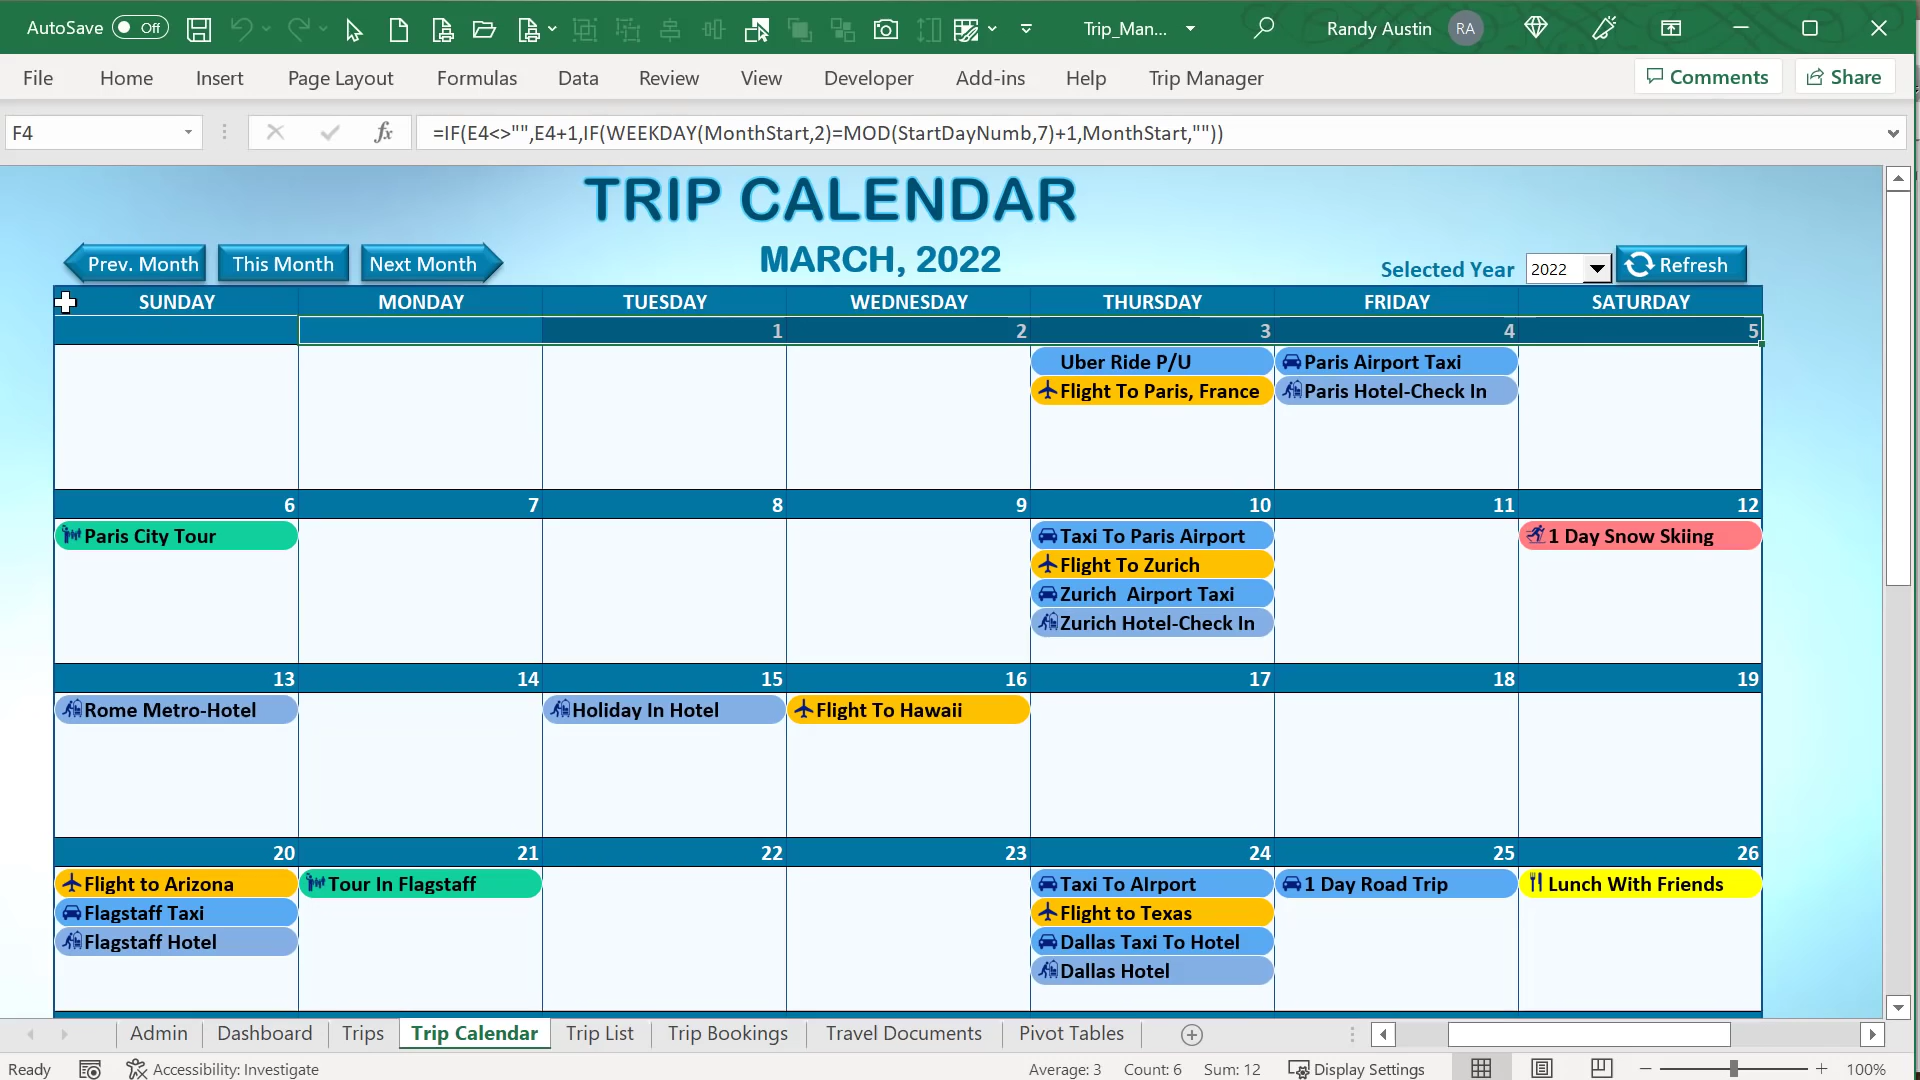 AutoSave Off Trip_Man... Randy Austin RA
File Home Insert Page Layout Formulas Data Review View Developer Add-ins Help Trip Manager Comments Share
F4 fx =IF(E4<>"",E4+1,IF(WEEKDAY(MonthStart,2)=MOD(StartDayNumb,7)+1,MonthStart,""))
TRIP CALENDAR
MARCH, 2022
Prev. Month This Month Next Month Selected Year 2022 Refresh
SUNDAY MONDAY TUESDAY WEDNESDAY THURSDAY FRIDAY SATURDAY
1 2 3 4 5
Uber Ride P/U Paris Airport Taxi
Flight To Paris, France Paris Hotel-Check In
6 7 8 9 10 11 12
Paris City Tour Taxi To Paris Airport 1 Day Snow Skiing
Flight To Zurich
Zurich Airport Taxi
Zurich Hotel-Check In
13 14 15 16 17 18 19
Rome Metro-Hotel Holiday In Hotel Flight To Hawaii
20 21 22 23 24 25 26
Flight to Arizona Tour In Flagstaff Taxi To AIrport 1 Day Road Trip Lunch With Friends
Flagstaff Taxi Flight to Texas
Flagstaff Hotel Dallas Taxi To Hotel
Dallas Hotel
Admin Dashboard Trips Trip Calendar Trip List Trip Bookings Travel Documents Pivot Tables
Ready Accessibility: Investigate Average: 3 Count: 6 Sum: 12 Display Settings 100%